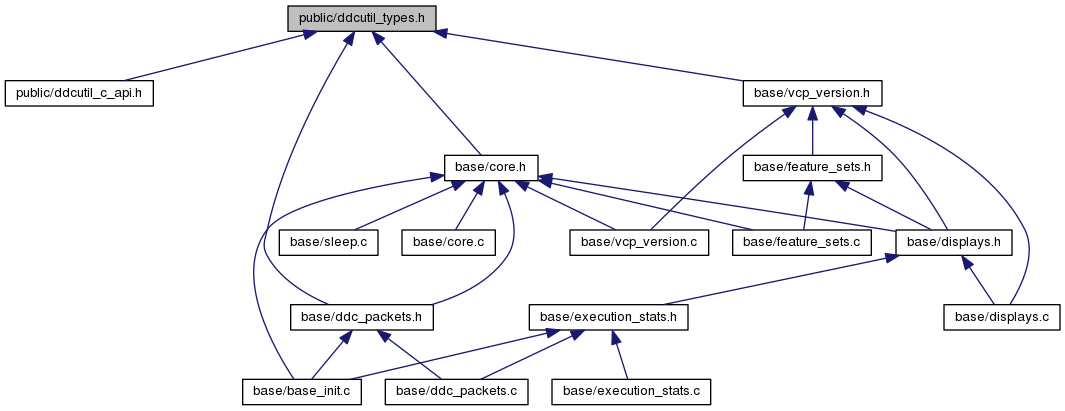 public/ddcutil_types.h
public/ddcutil_c_api.h
base/vcp_version.h
base/core.h
base/feature_sets.h
base/sleep.c
base/core.c
base/vcp_version.c
base/feature_sets.c
base/displays.h
base/ddc_packets.h
base/execution_stats.h
base/displays.c
base/base_init.c
base/ddc_packets.c
base/execution_stats.c